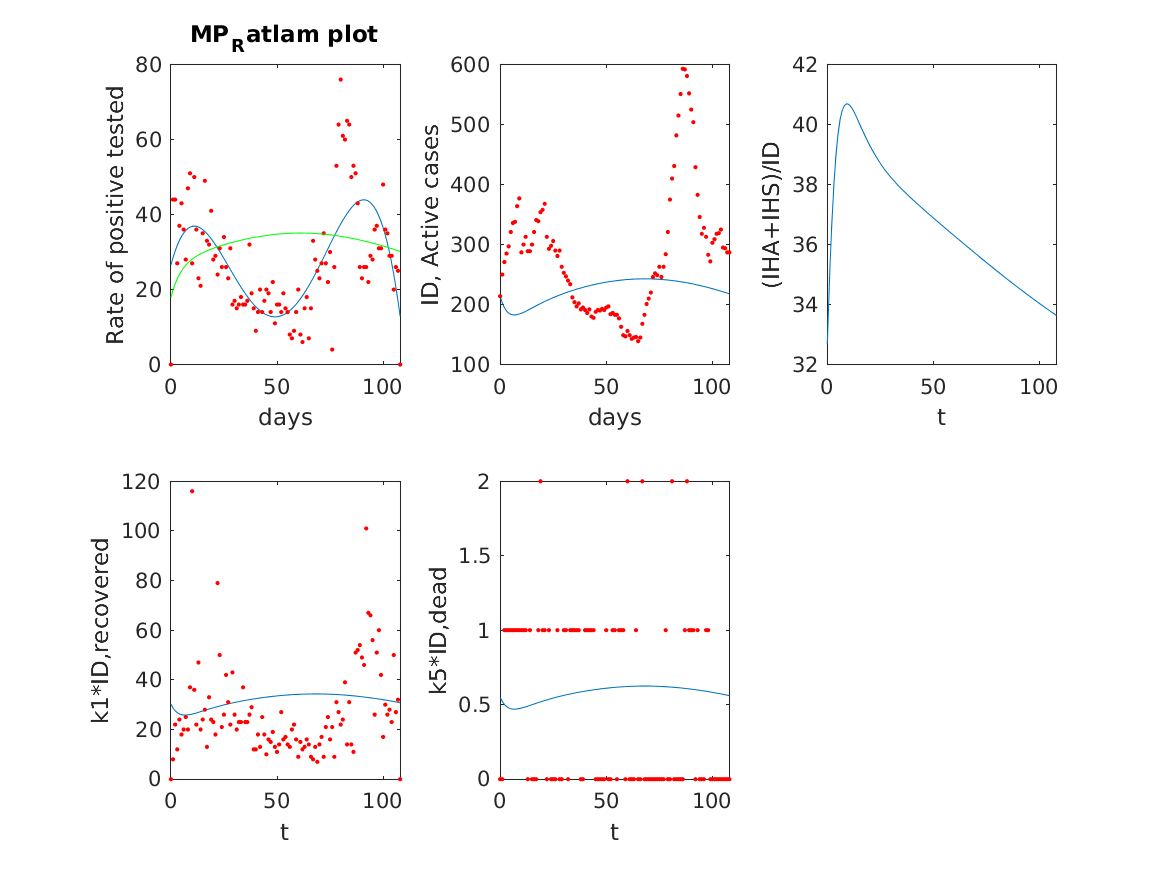 MP_Ratlam plot
80
60
40
20
0
0 50 100
Rate of positive tested
days
600
500
400
300
200
100
0 50 100
ID, Active cases
days
42
40
38
36
34
32
0 50 100
(IHA+IHS)/ID
t
120
100
80
60
40
20
0
0 50 100
k1*ID,recovered
t
2
1.5
1
0.5
0
0 50 100
k5*ID,dead
t